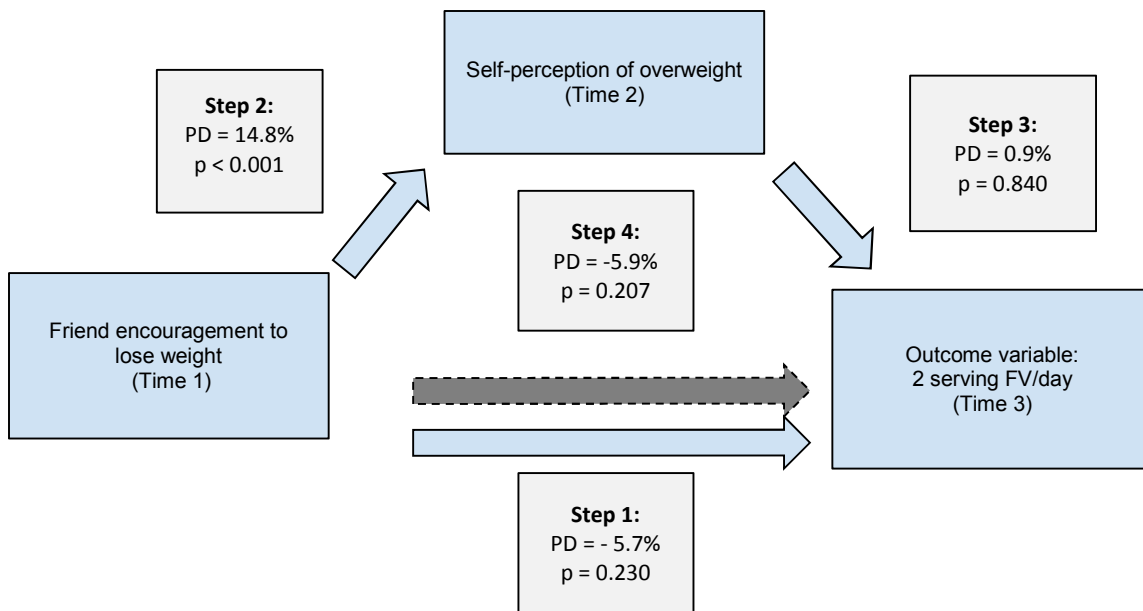 Self-perception of overweight
(Time 2)
Step 2:
PD = 14.8%
p < 0.001
Step 3:
PD = 0.9%
p = 0.840
Step 4:
PD = -5.9%
p = 0.207
Friend encouragement to
lose weight
(Time 1)
Outcome variable:
2 serving FV/day
(Time 3)
Step 1:
PD = - 5.7%
p = 0.230